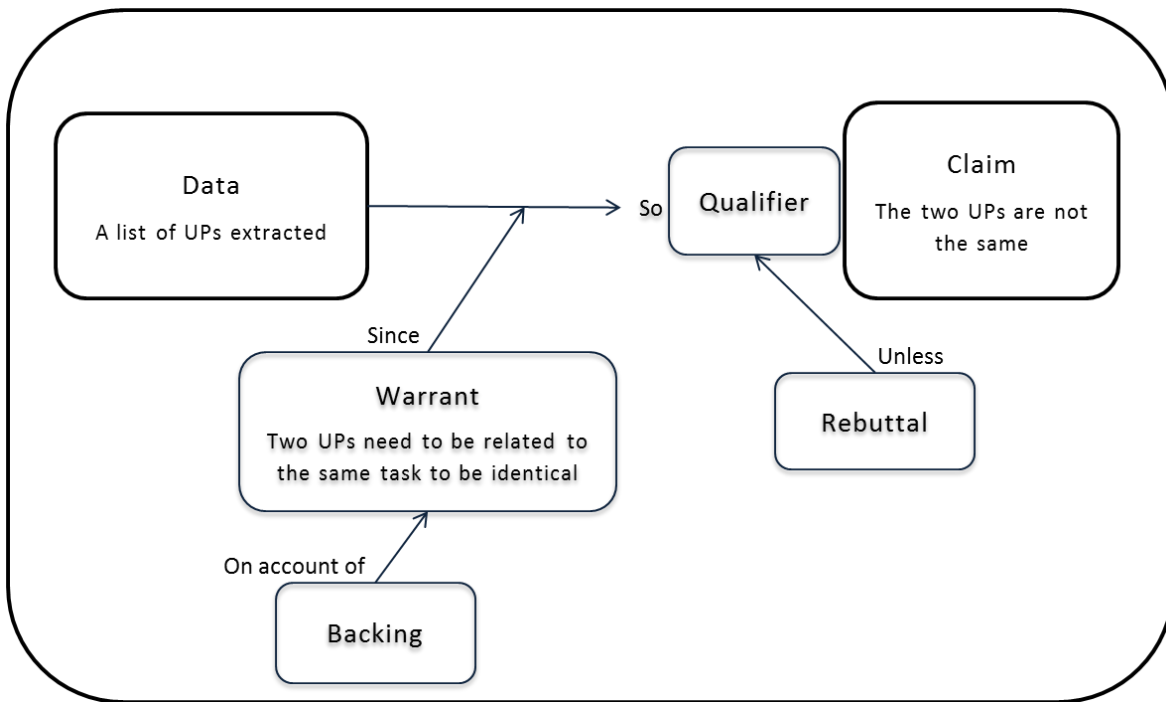 Data
A list of UPs extracted
So
Qualifier
Claim
The two UPs are not
the same
Since
Warrant
Two UPs need to be related to
the same task to be identical
Unless
Rebuttal
On account of
Backing